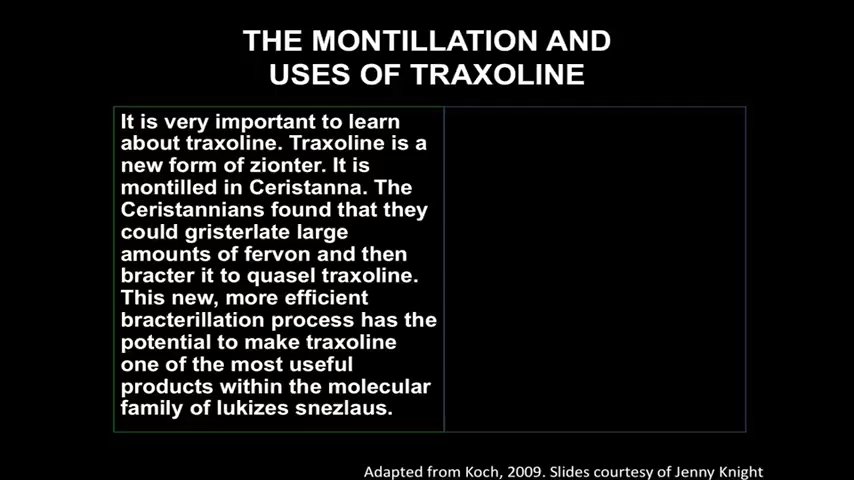 THE MONTILLATION AND
USES OF TRAXOLINE
It is very important to learn
about traxoline. Traxoline is a
new form of zionter. It is
montilled in Ceristanna. The
Ceristannians found that they
could gristerlate large
amounts of fervon and then
bracter it to quasel traxoline.
This new, more efficient
bracterillation process has the
potential to make traxoline
one of the most useful
products within the molecular
family of lukizes snezlaus.
Adapted from Koch, 2009. Slides courtesy of Jenny Knight